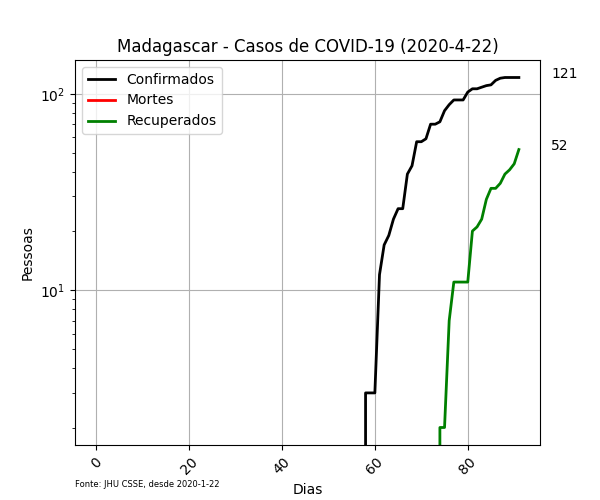 Madagascar - Casos de COVID-19 (2020-4-22)
Confirmados
Mortes
Recuperados
121
52
10²
10¹
Pessoas
0
20
40
60
80
Dias
Fonte: JHU CSSE, desde 2020-1-22